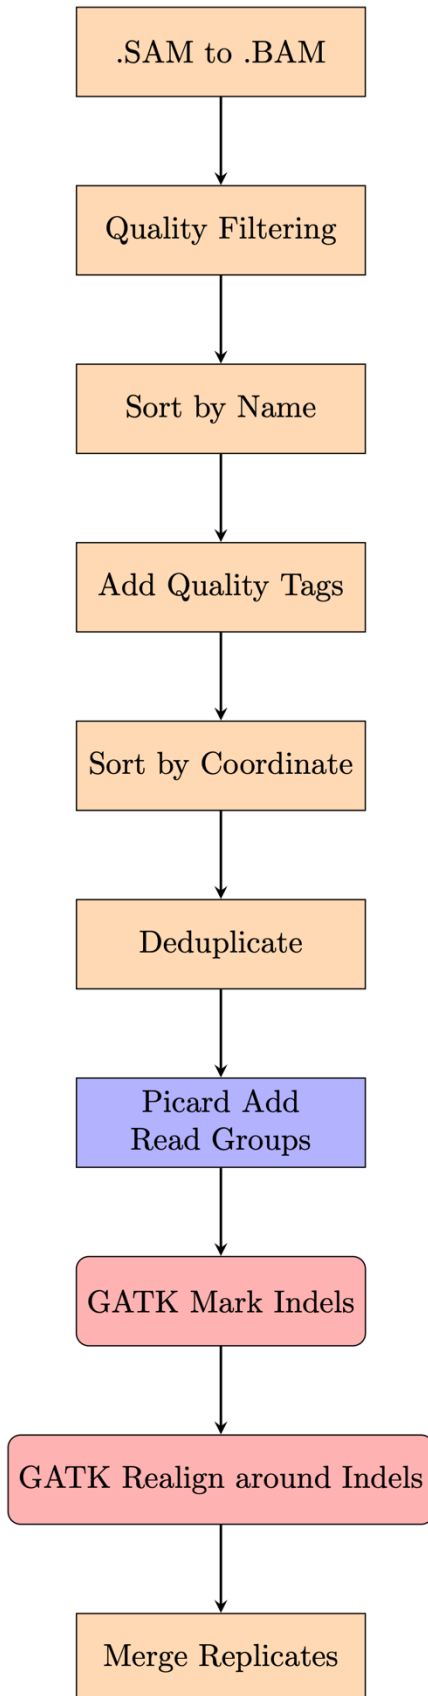 .SAM to .BAM
Quality Filtering
Sort by Name
Add Quality Tags
Sort by Coordinate
Deduplicate
Picard Add
Read Groups
GATK Mark Indels
GATK Realign around Indels
Merge Replicates